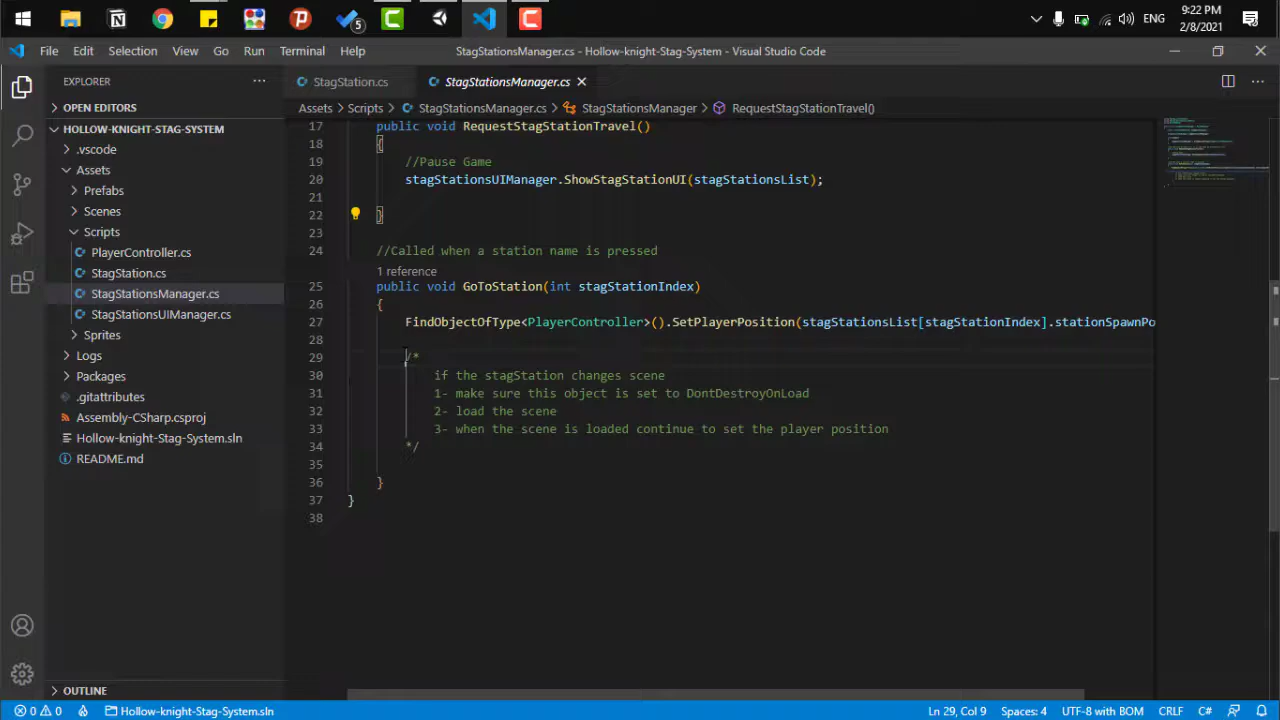 5
ENG
9:22 PM
2/8/2021
File Edit Selection View Go Run Terminal Help
StagStationsManager.cs - Hollow-knight-Stag-System - Visual Studio Code
EXPLORER
OPEN EDITORS
HOLLOW-KNIGHT-STAG-SYSTEM
.vscode
Assets
Prefabs
Scenes
Scripts
PlayerController.cs
StagStation.cs
StagStationsManager.cs
StagStationsUIManager.cs
Sprites
Logs
Packages
.gitattributes
Assembly-CSharp.csproj
Hollow-knight-Stag-System.sln
README.md
OUTLINE
StagStation.cs StagStationsManager.cs
Assets > Scripts > StagStationsManager.cs > StagStationsManager > RequestStagStationTravel()
17 public void RequestStagStationTravel()
18 {
19 //Pause Game
20 stagStationsUIManager.ShowStagStationUI(stagStationsList);
21
22 }
23
24 //Called when a station name is pressed
1 reference
25 public void GoToStation(int stagStationIndex)
26 {
27 FindObjectOfType<PlayerController>().SetPlayerPosition(stagStationsList[stagStationIndex].stationSpawnPo
28
29 /*
30 if the stagStation changes scene
31 1- make sure this object is set to DontDestroyOnLoad
32 2- load the scene
33 3- when the scene is loaded continue to set the player position
34 */
35
36 }
37 }
38
0 0 Hollow-knight-Stag-System.sln
Ln 29, Col 9 Spaces: 4 UTF-8 with BOM CRLF C#